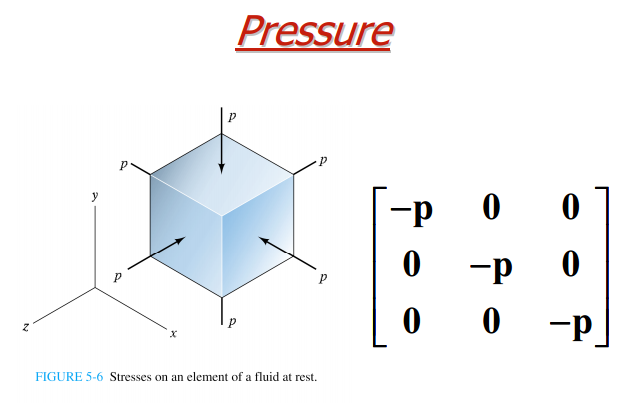 Pressure
p
p
p
y
−p 0 0
0 −p 0
p
p
0 0 −p
p
z
x
FIGURE 5-6 Stresses on an element of a fluid at rest.